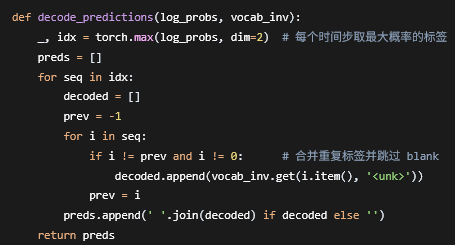 def decode_predictions(log_probs, vocab_inv):
    _, idx = torch.max(log_probs, dim=2)  # 每个时间步取最大概率的标签
    preds = []
    for seq in idx:
        decoded = []
        prev = -1
        for i in seq:
            if i != prev and i != 0:      # 合并重复标签并跳过 blank
                decoded.append(vocab_inv.get(i.item(), '<unk>'))
            prev = i
        preds.append(' '.join(decoded) if decoded else '')
    return preds